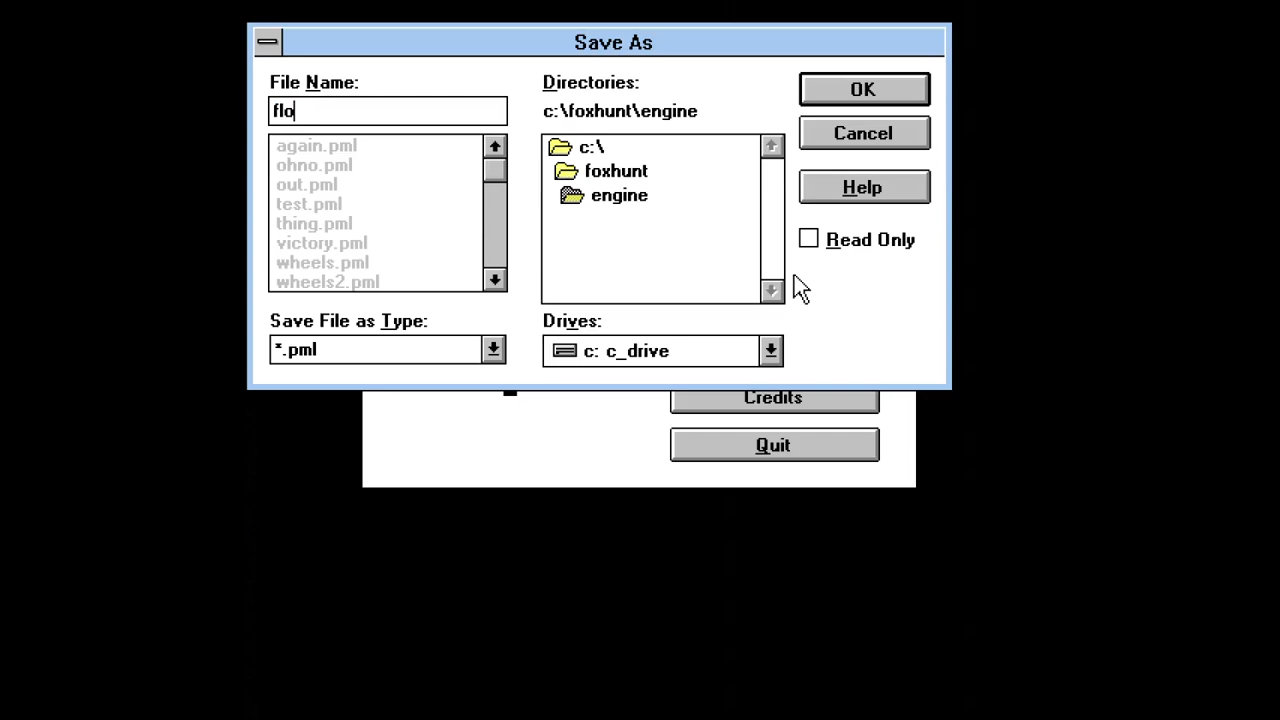 Save As
File Name:
flo
again.pml
ohno.pml
out.pml
test.pml
thing.pml
victory.pml
wheels.pml
wheels2.pml
Save File as Type:
*.pml
Directories:
c:\foxhunt\engine
c:\
foxhunt
engine
Drives:
c: c_drive
OK
Cancel
Help
Read Only
Credits
Quit